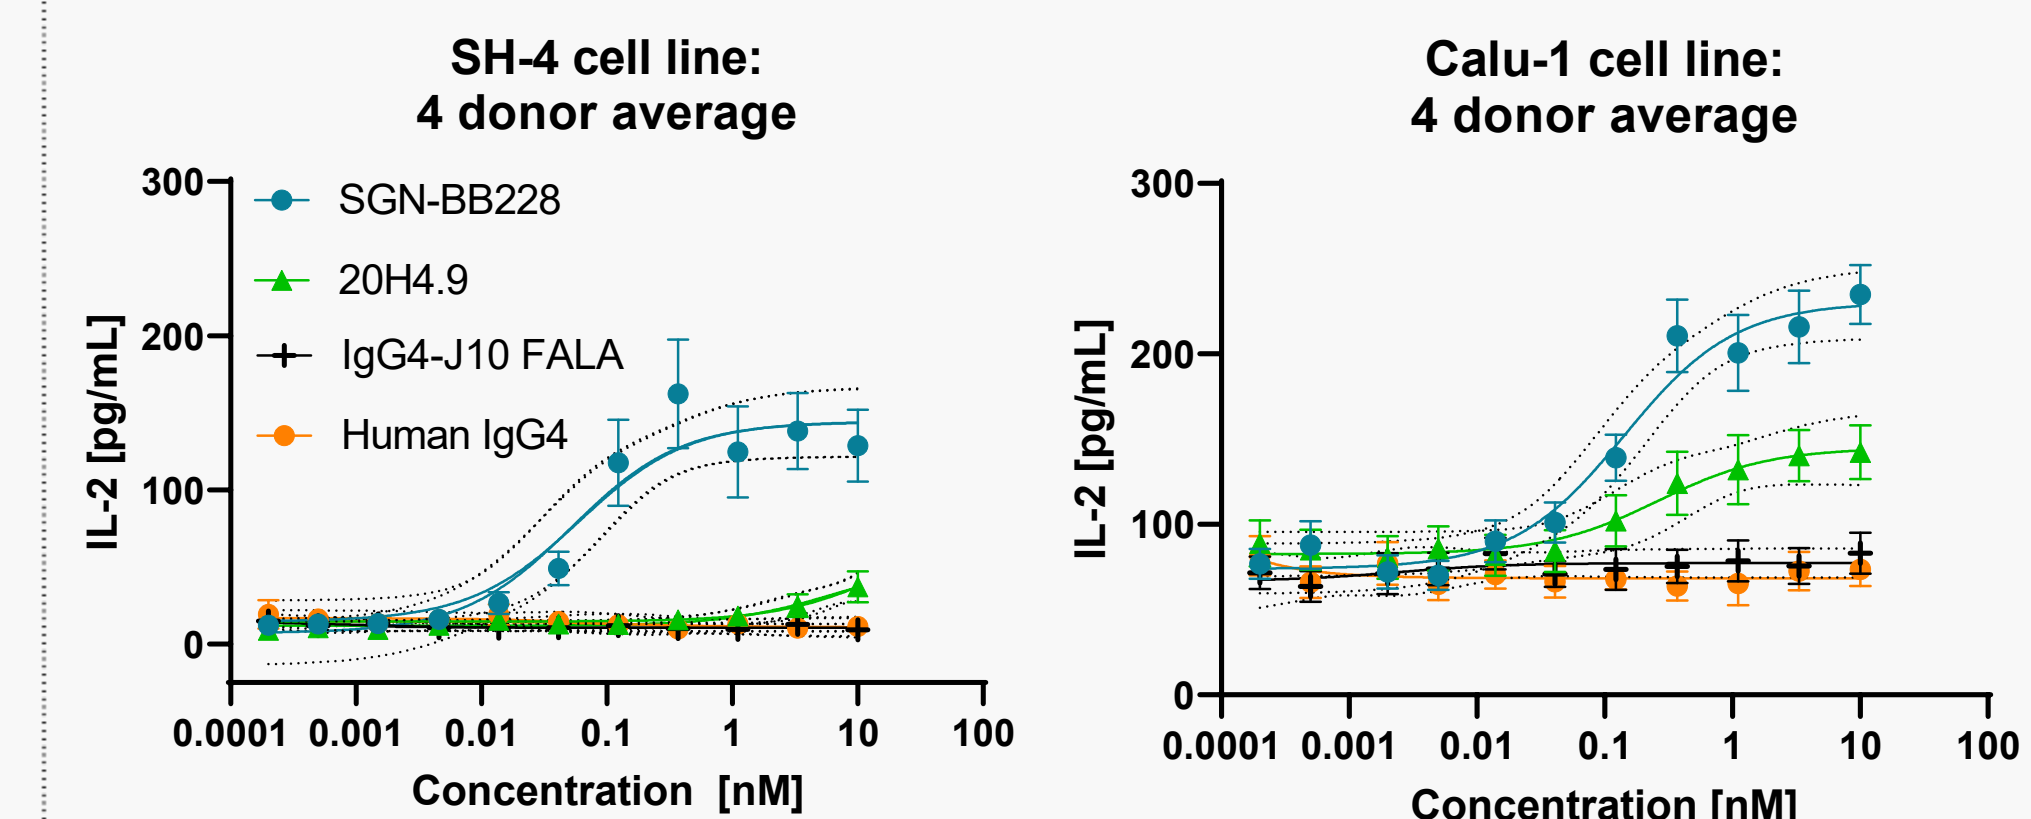 SH-4 cell line:
4 donor average
300
200
100
0
IL-2 [pg/mL]
SGN-BB228
20H4.9
IgG4-J10 FALA
Human IgG4
0.0001 0.001 0.01 0.1 1 10 100
Concentration [nM]
Calu-1 cell line:
4 donor average
300
200
100
0
IL-2 [pg/mL]
0.0001 0.001 0.01 0.1 1 10 100
Concentration [nM]